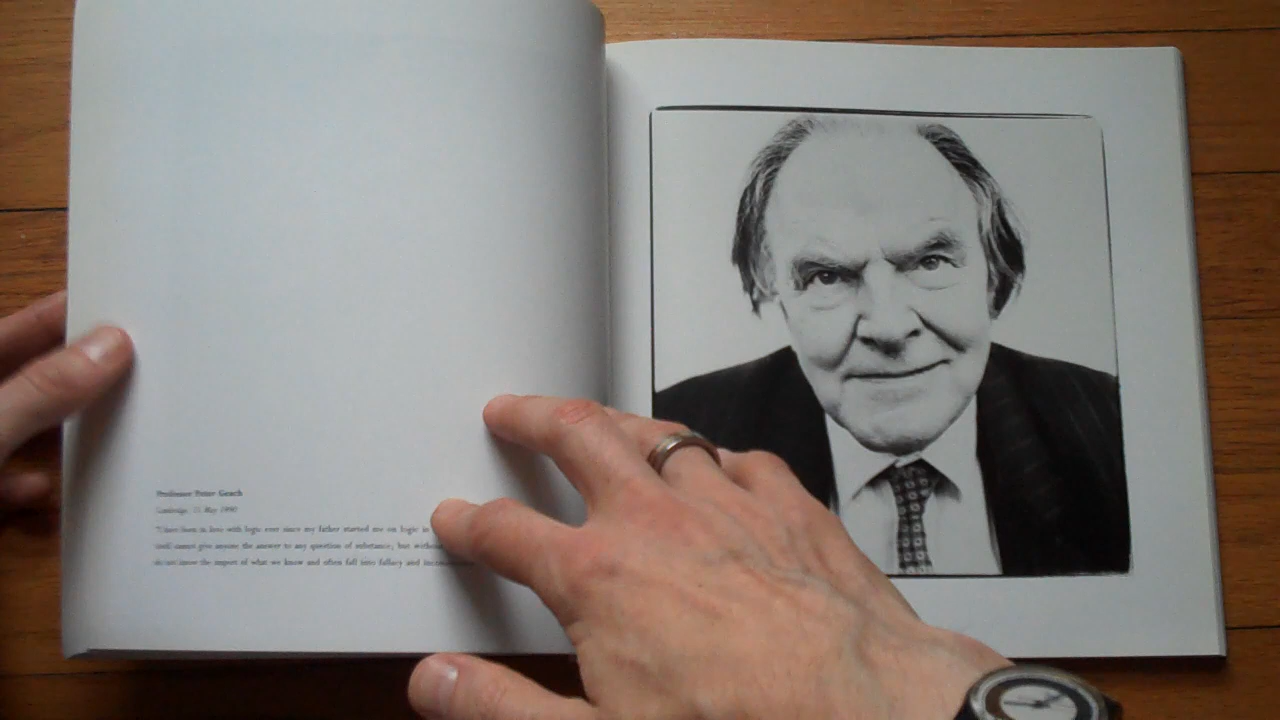 Professor Peter Geach
Cambridge, 11 May 1990
"I have been in love with logic ever since my father started me on logic in
itself cannot give anyone the answer to any question of substance; but without
do not know the import of what we know and often fall into fallacy and